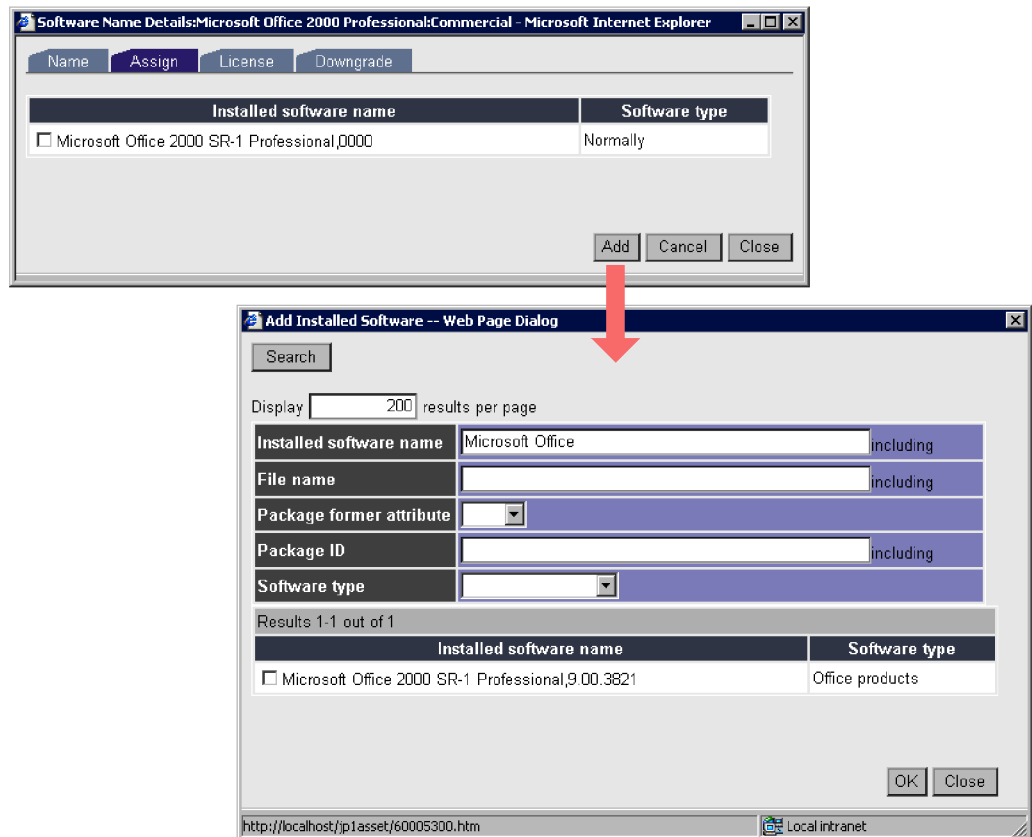 Software Name Details:Microsoft Office 2000 Professional:Commercial - Microsoft Internet Explorer
Name Assign License Downgrade
Installed software name Software type
Microsoft Office 2000 SR-1 Professional,0000 Normally
Add Cancel Close
Add Installed Software -- Web Page Dialog
Search
Display 200 results per page
Installed software name Microsoft Office including
File name including
Package former attribute
Package ID including
Software type
Results 1-1 out of 1
Installed software name Software type
Microsoft Office 2000 SR-1 Professional,9.00.3821 Office products
OK Close
http://localhost/jp1asset/60005300.htm Local intranet